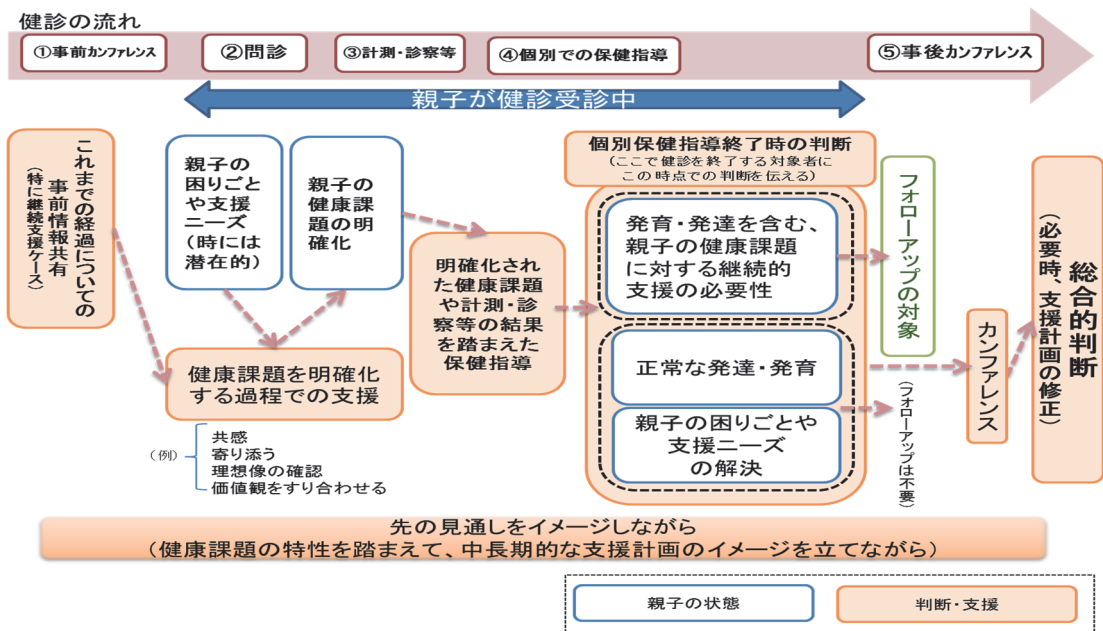 健診の流れ
①事前カンファレンス
②問診
③計測・診察等
④個別での保健指導
⑤事後カンファレンス
親子が健診受診中
これまでの経過についての
事前情報共有
(特に継続支援ケース)
親子の
困りごと
や支援
ニーズ
(時には
潜在的)
親子の
健康課
題の明
確化
健康課題を明確化
する過程での支援
(例)
共感
寄り添う
理想像の確認
価値観をすり合わせる
明確化され
た健康課題
や計測・診
察等の結果
を踏まえた
保健指導
個別保健指導終了時の判断
(ここで健診を終了する対象者に
この時点での判断を伝える)
発育・発達を含む、
親子の健康課題
に対する継続的
支援の必要性
正常な発達・発育
親子の困りごとや
支援ニーズ
の解決
フォローアップの対象
(フォローアップは不要)
カンファレンス
総合的判断
(必要時、支援計画の修正)
先の見通しをイメージしながら
(健康課題の特性を踏まえて、中長期的な支援計画のイメージを立てながら)
親子の状態
判断・支援